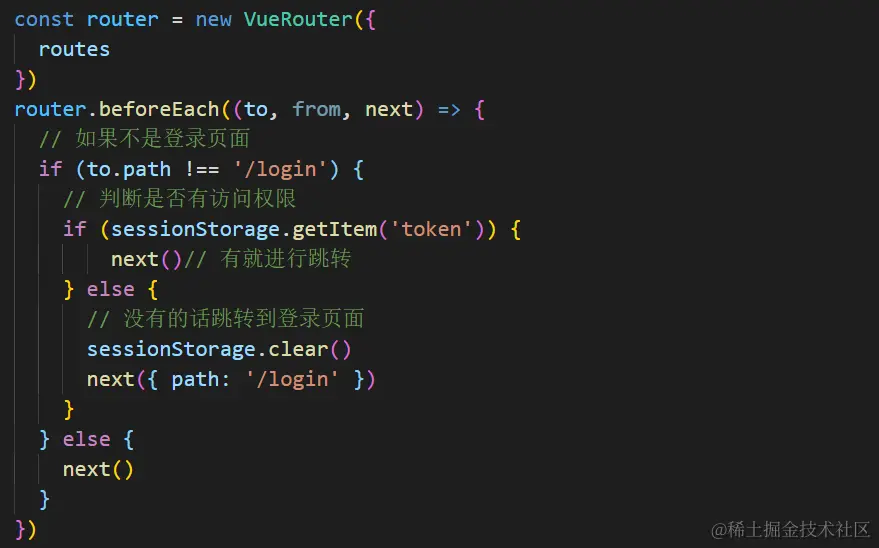 const router = new VueRouter({
  routes
})
router.beforeEach((to, from, next) => {
  // 如果不是登录页面
  if (to.path !== '/login') {
    // 判断是否有访问权限
    if (sessionStorage.getItem('token')) {
        next()// 有就进行跳转
    } else {
      // 没有的话跳转到登录页面
      sessionStorage.clear()
      next({ path: '/login' })
    }
  } else {
    next()
  }
})
@稀土掘金技术社区